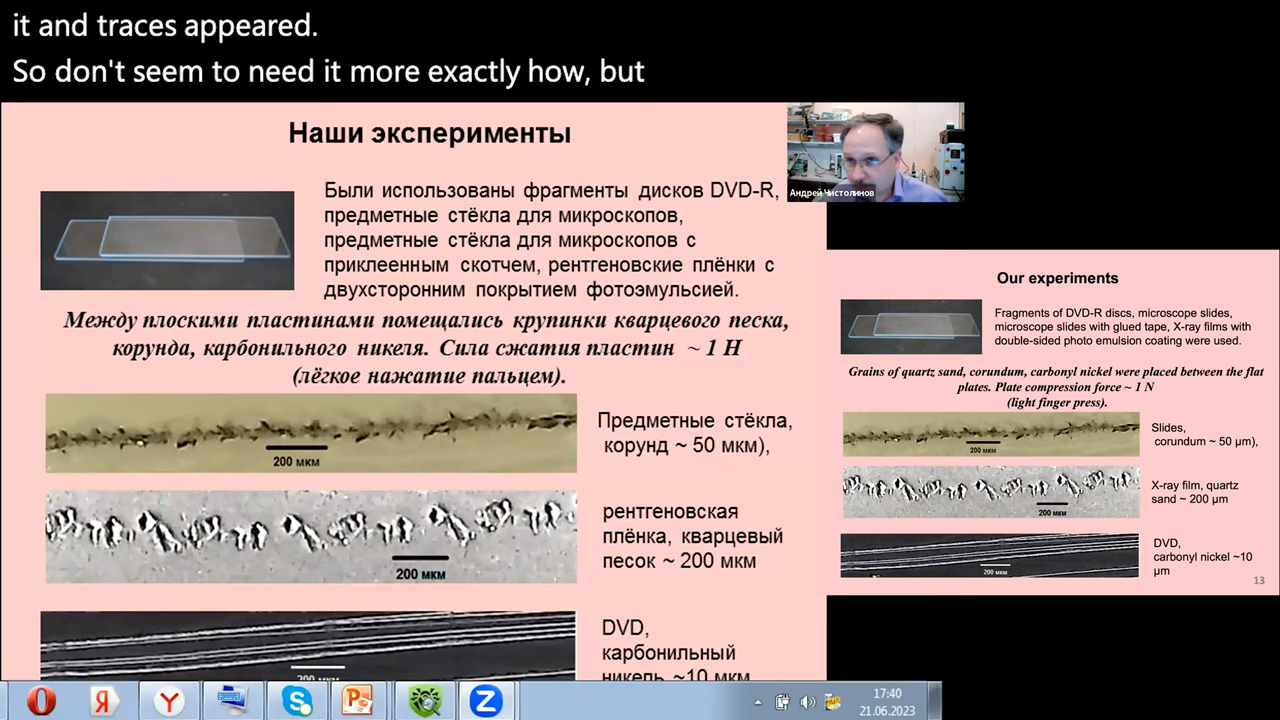 it and traces appeared.
So don't seem to need it more exactly how, but
Наши эксперименты
Были использованы фрагменты дисков DVD-R,
предметные стёкла для микроскопов,
предметные стёкла для микроскопов с
приклеенным скотчем, рентгеновские плёнки с
двухсторонним покрытием фотоэмульсией.
Между плоскими пластинами помещались крупинки кварцевого песка,
корунда, карбонильного никеля. Сила сжатия пластин ~ 1 Н
(лёгкое нажатие пальцем).
200 мкм
Предметные стёкла,
корунд ~ 50 мкм),
200 мкм
рентгеновская
плёнка, кварцевый
песок ~ 200 мкм
200 мкм
DVD,
карбонильный
никель ~10 мкм
Андрей Чистолинов
Our experiments
Fragments of DVD-R discs, microscope slides,
microscope slides with glued tape, X-ray films with
double-sided photo emulsion coating were used.
Grains of quartz sand, corundum, carbonyl nickel were placed between the flat
plates. Plate compression force ~ 1 N
(light finger press).
200 мкм
Slides,
corundum ~ 50 μm),
200 мкм
X-ray film, quartz
sand ~ 200 μm
200 мкм
DVD,
carbonyl nickel ~10
μm
13
17:40
21.06.2023